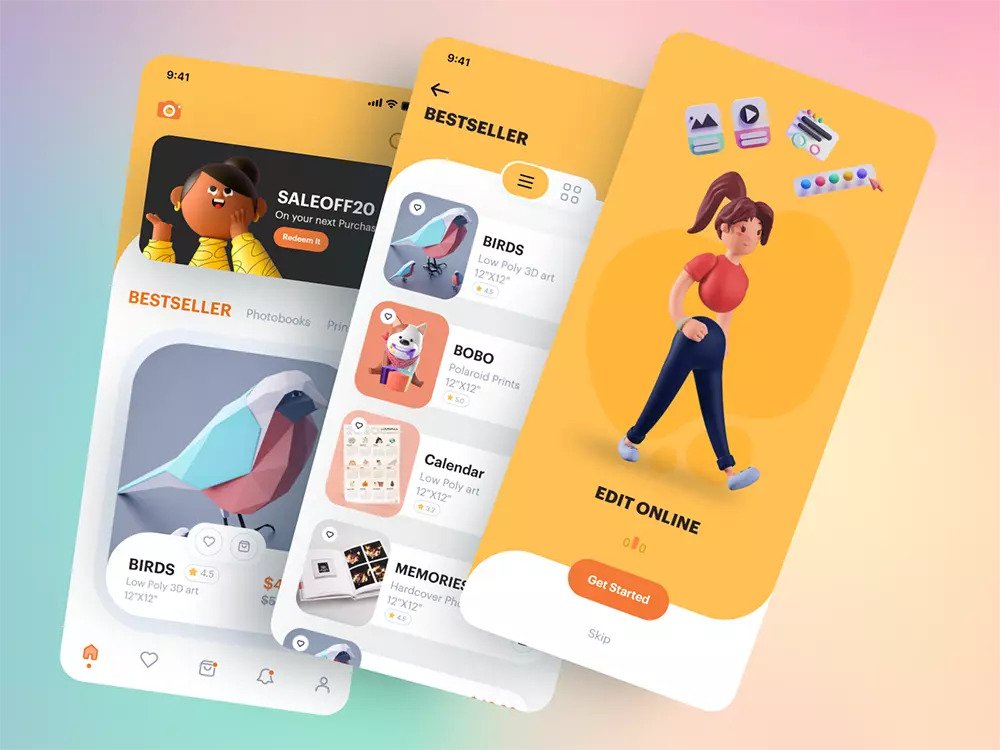 9:41
SALEOFF20
On your next Purchas
Redeem It
BESTSELLER
Photobooks
Prin
BIRDS
4.5
Low Poly 3D art
12"X12"
$4
$5
9:41
BESTSELLER
BIRDS
Low Poly 3D art
12"X12"
4.5
BOBO
Polaroid Prints
12"X12"
5.0
Calendar
Low Poly art
12"X12"
3.2
MEMORIES
Hardcover Pho
12"X12"
4.5
EDIT ONLINE
Get Started
Skip